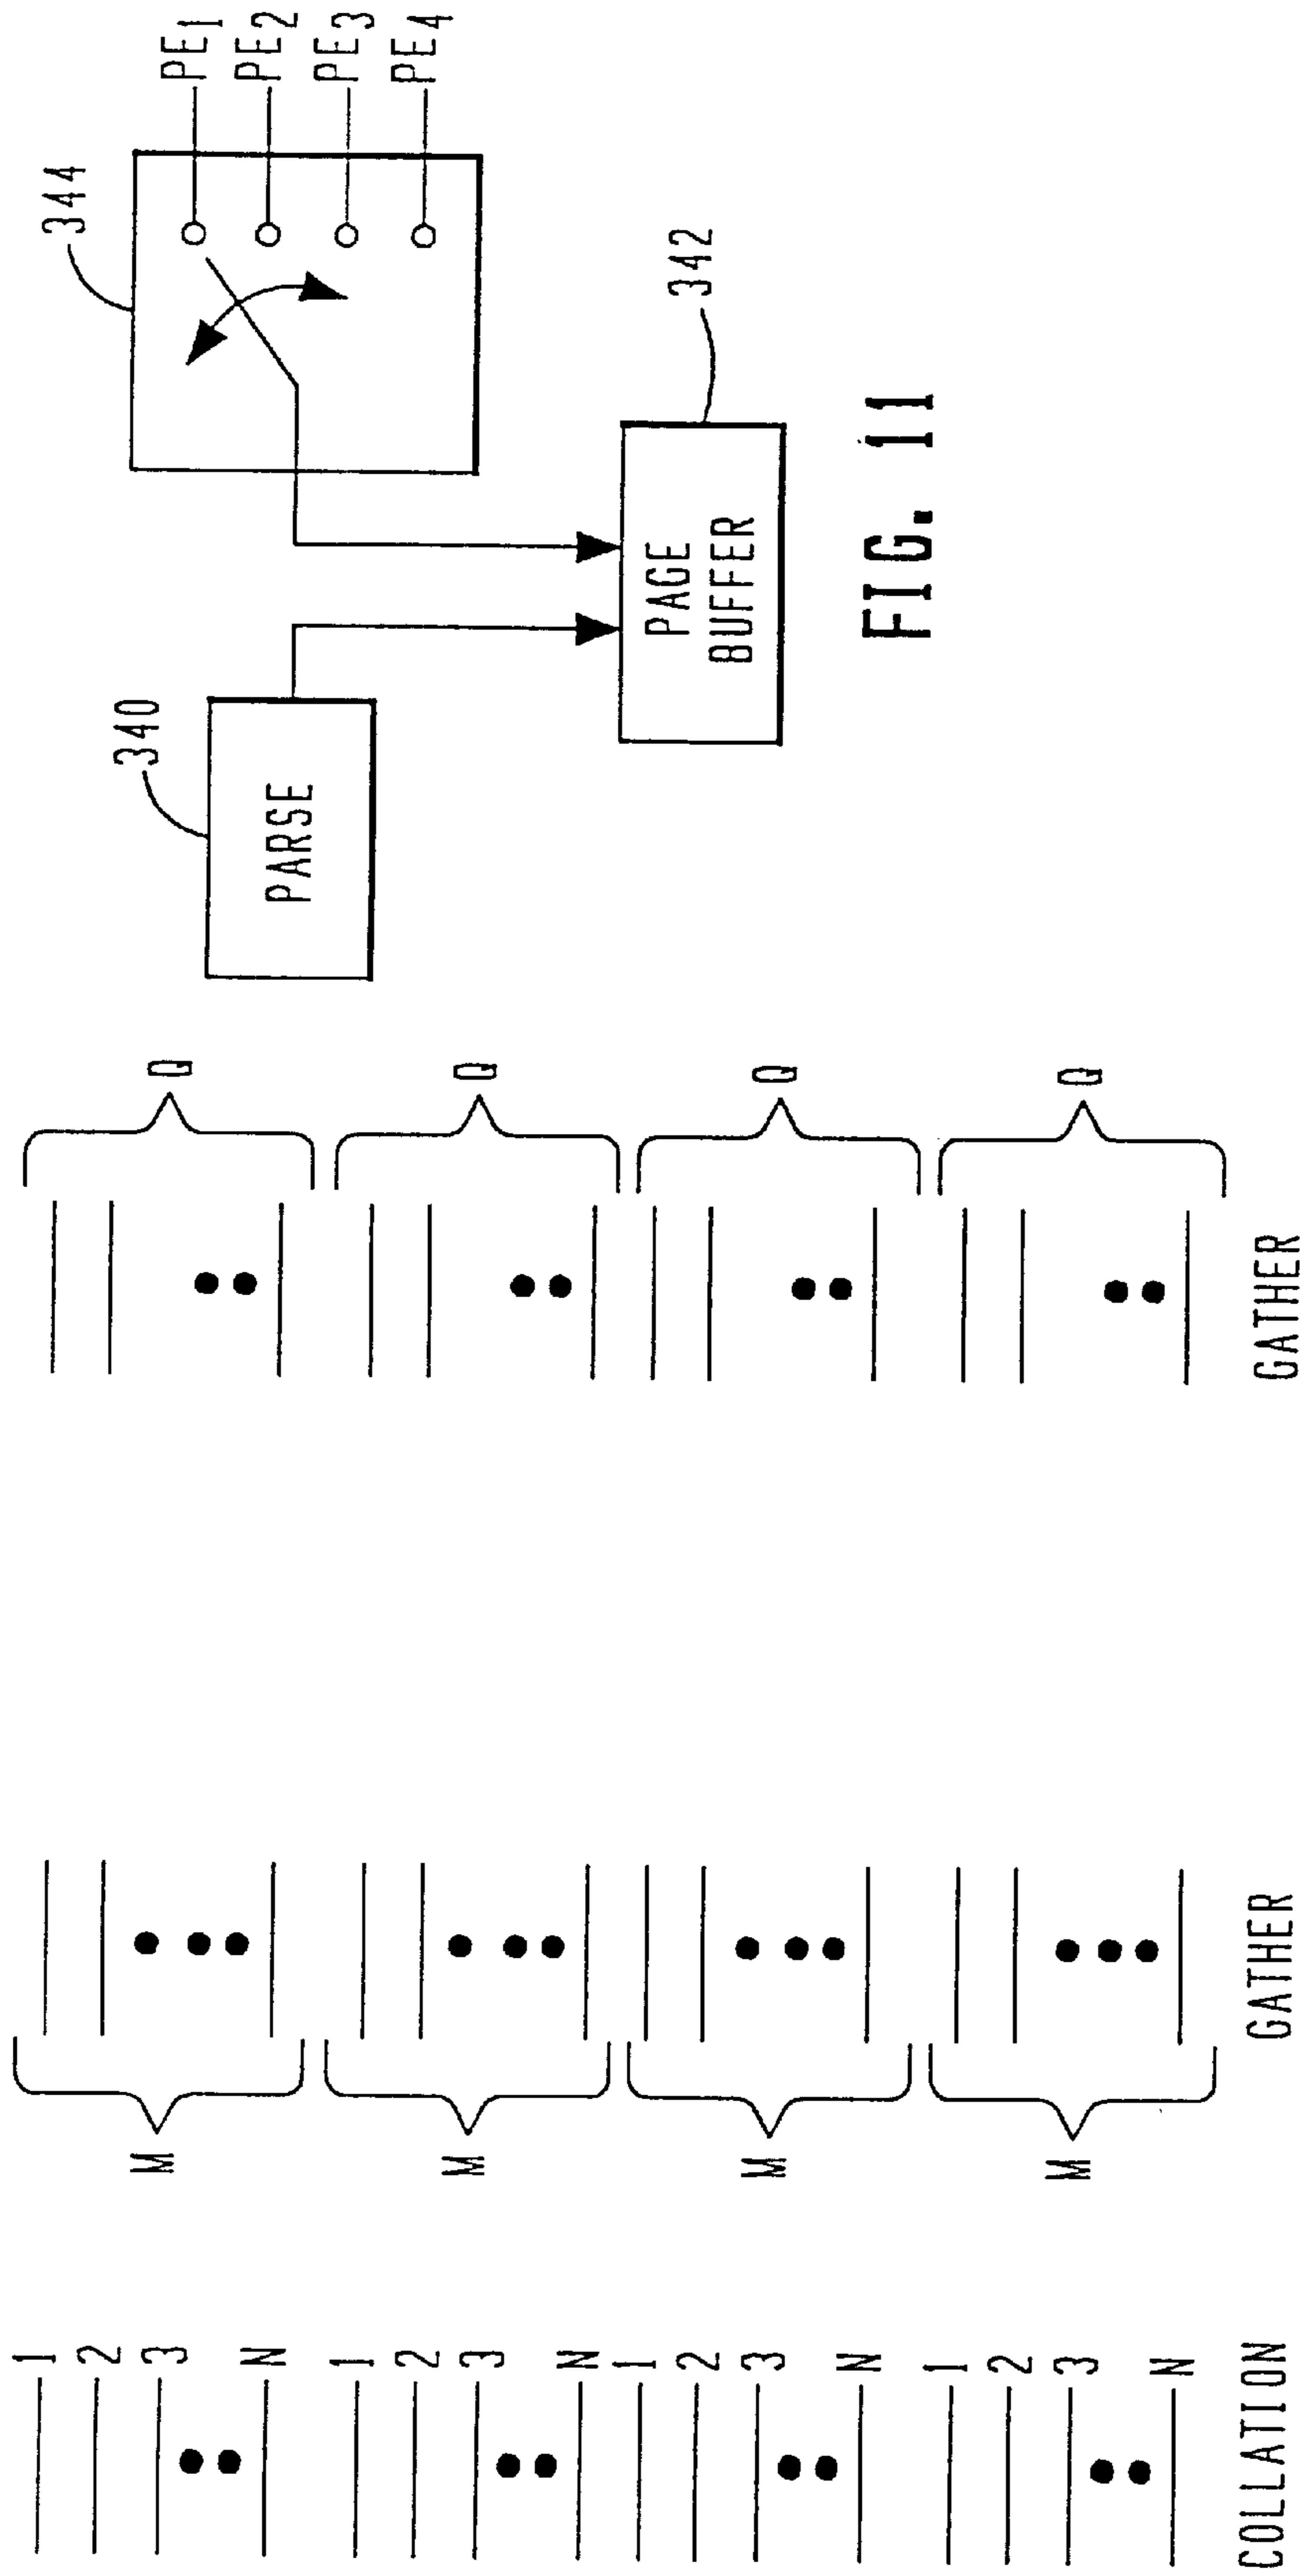 1
2
3
N
1
2
3
N
1
2
3
N
1
2
3
N
COLLATION
M
M
M
M
GATHER
Q
Q
Q
Q
GATHER
340
PARSE
344
PE1
PE2
PE3
PE4
342
PAGE
BUFFER
FIG. 11